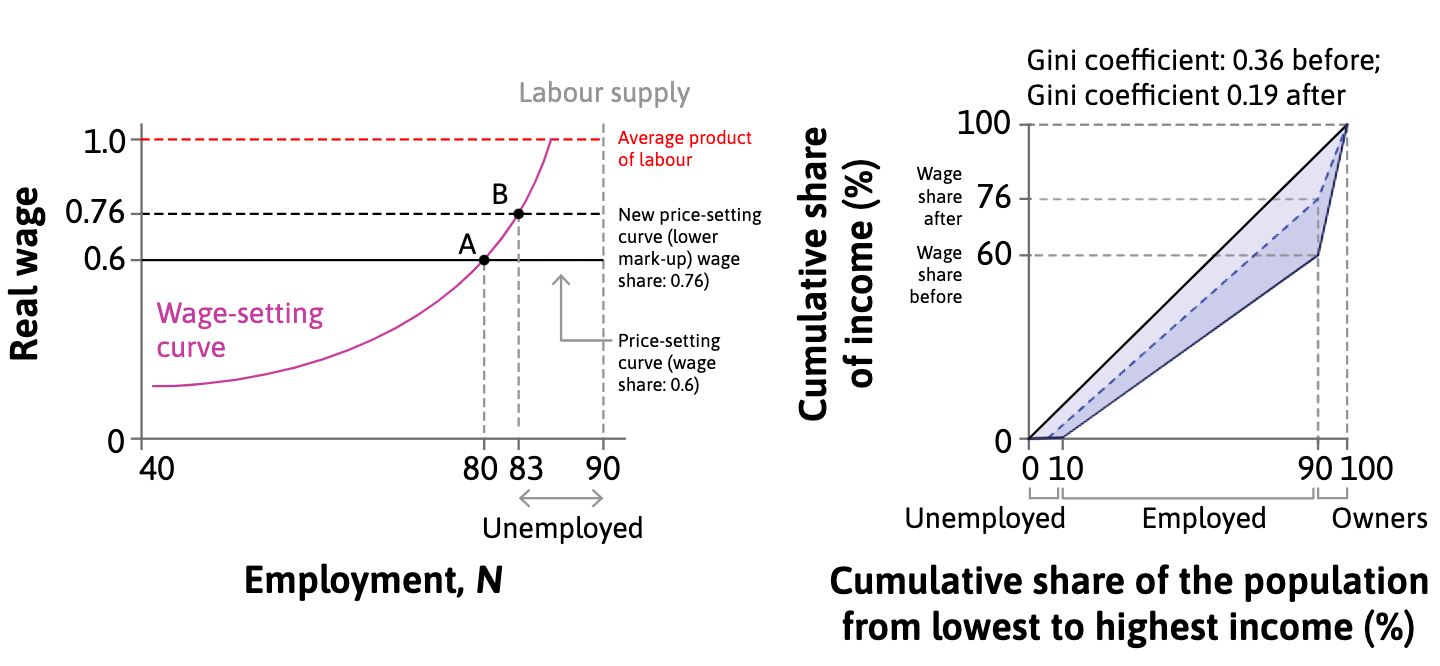 Labour supply
Real wage
1.0
0.76
0.6
0
Average product
of labour
B
A
New price-setting
curve (lower
mark-up) wage
share: 0.76)
Wage-setting
curve
Price-setting
curve (wage
share: 0.6)
40
80
83
90
Unemployed
Employment, N
Gini coefficient: 0.36 before;
Gini coefficient 0.19 after
Cumulative share
of income (%)
100
Wage
share
after
76
Wage
share
before
60
0
0
10
90
100
Unemployed
Employed
Owners
Cumulative share of the population
from lowest to highest income (%)